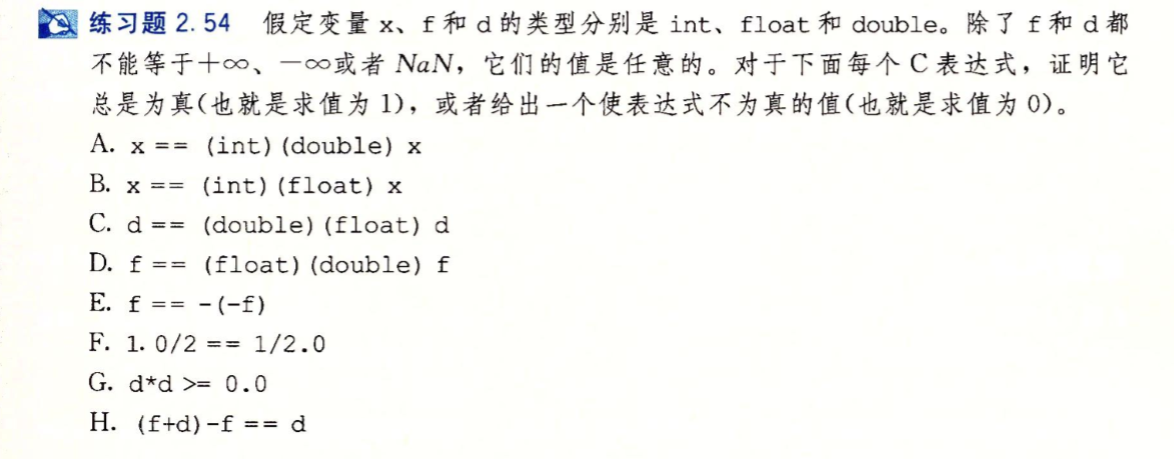 练习题 2.54 假定变量 x、f 和 d 的类型分别是 int、float 和 double。除了 f 和 d 都
不能等于+∞、-∞或者 NaN，它们的值是任意的。对于下面每个 C 表达式，证明它
总是为真(也就是求值为 1)，或者给出一个使表达式不为真的值(也就是求值为 0)。
A. x == (int)(double) x
B. x == (int)(float) x
C. d == (double)(float) d
D. f == (float)(double) f
E. f == -(-f)
F. 1.0/2 == 1/2.0
G. d*d >= 0.0
H. (f+d)-f == d